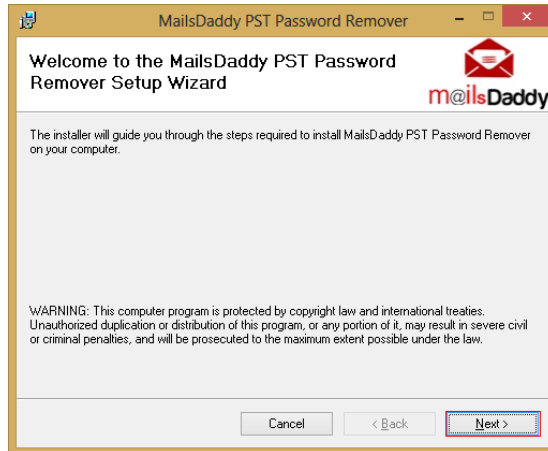 MailsDaddy PST Password Remover
Welcome to the MailsDaddy PST Password
Remover Setup Wizard
m@ilsDaddy
The installer will guide you through the steps required to install MailsDaddy PST Password Remover
on your computer.
WARNING: This computer program is protected by copyright law and international treaties.
Unauthorized duplication or distribution of this program, or any portion of it, may result in severe civil
or criminal penalties, and will be prosecuted to the maximum extent possible under the law.
Cancel
< Back
Next >